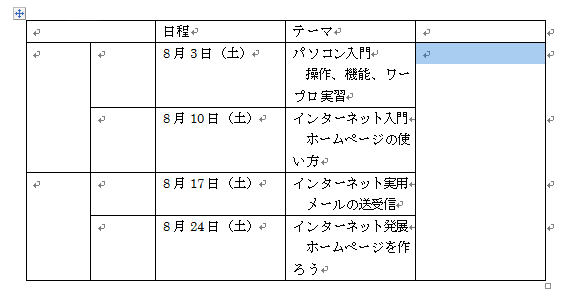 日程 テーマ
8月3日（土） パソコン入門
操作、機能、ワー
プロ実習
8月10日（土） インターネット入門
ホームページの使
い方
8月17日（土） インターネット実用
メールの送受信
8月24日（土） インターネット発展
ホームページを作
ろう